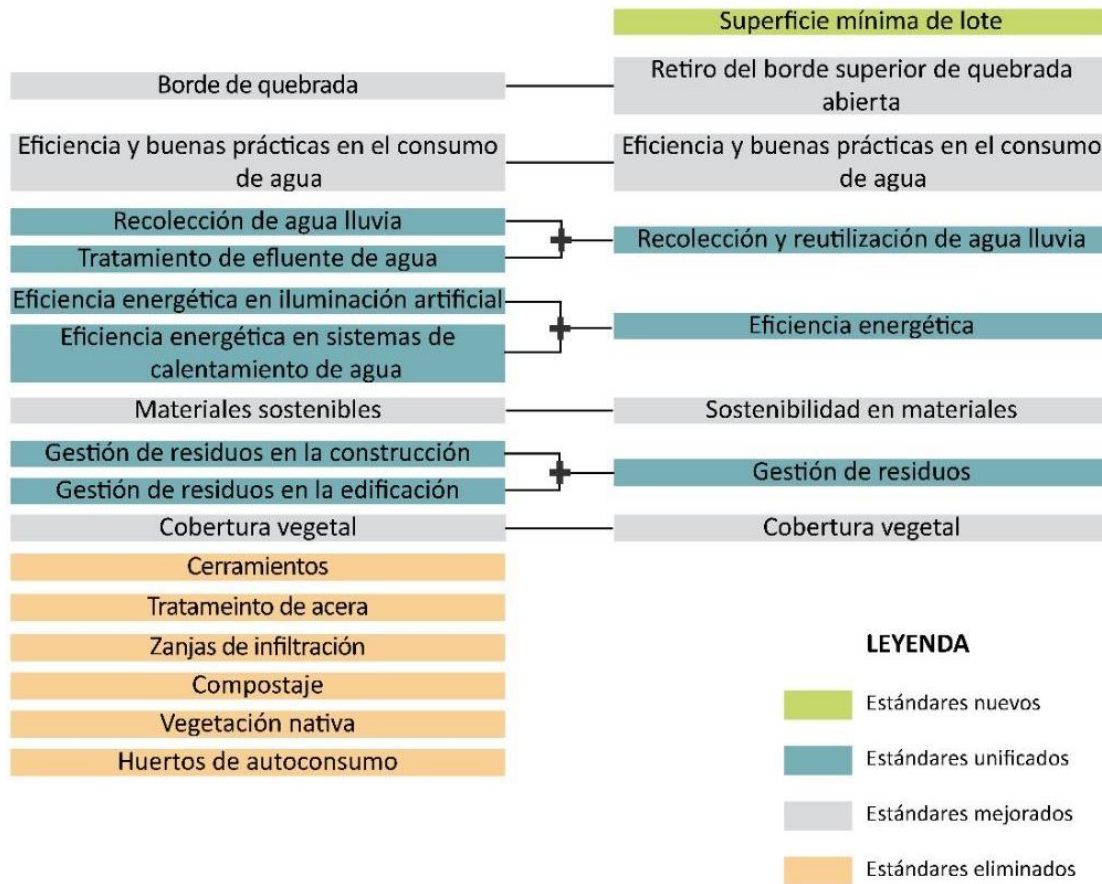 Superficie mínima de lote
Borde de quebrada
Retiro del borde superior de quebrada
abierta
Eficiencia y buenas prácticas en el consumo
de agua
Eficiencia y buenas prácticas en el consumo
de agua
Recolección de agua lluvia
Tratamiento de efluente de agua
Recolección y reutilización de agua lluvia
Eficiencia energética en iluminación artificial
Eficiencia energética en sistemas de
calentamiento de agua
Eficiencia energética
Materiales sostenibles
Sostenibilidad en materiales
Gestión de residuos en la construcción
Gestión de residuos en la edificación
Gestión de residuos
Cobertura vegetal
Cobertura vegetal
Cerramientos
Tratameinto de acera
Zanjas de infiltración
Compostaje
Vegetación nativa
Huertos de autoconsumo
LEYENDA
Estándares nuevos
Estándares unificados
Estándares mejorados
Estándares eliminados